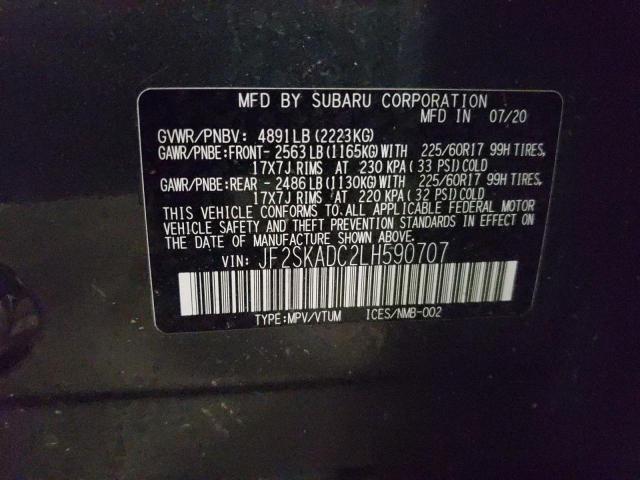 MFD BY SUBARU CORPORATION
MFD IN 07/20
GVWR/PNBV: 4891LB(2223KG)
GAWR/PNBE:FRONT- 2563LB(1165KG)WITH 225/60R17 99H TIRES,
17X7J RIMS AT 230 KPA (33 PSI)COLD
GAWR/PNBE:REAR - 2486LB(1130KG)WITH 225/60R17 99H TIRES,
17X7J RIMS AT 220 KPA (32 PSI)COLD
THIS VEHICLE CONFORMS TO ALL APPLICABLE FEDERAL MOTOR
VEHICLE SAFETY AND THEFT PREVENTION STANDARDS IN EFFECT
ON THE DATE OF MANUFACTURE SHOWN ABOVE.
VIN: JF2SKADC2LH590707
TYPE:MPV/VTUM ICES/NMB-002